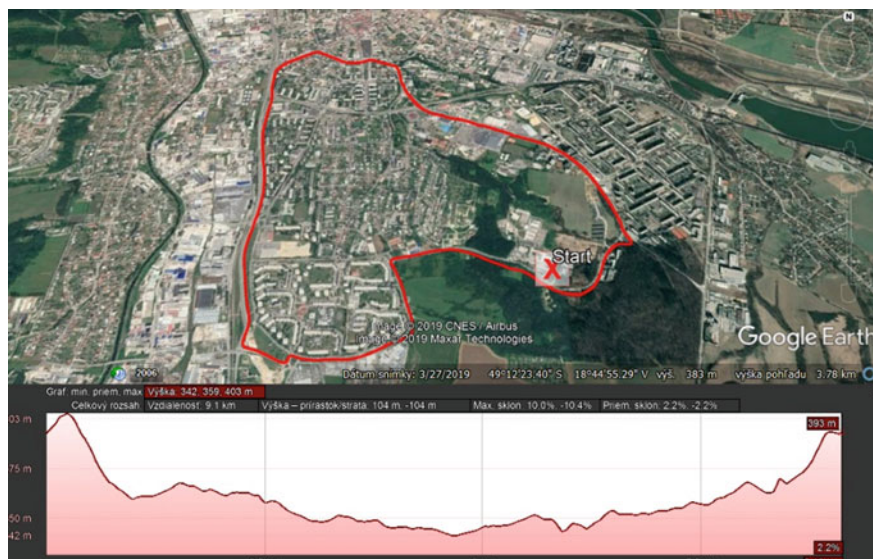 N
Start
X
Image © 2019 CNES / Airbus
Image © 2019 Maxar Technologies
Google Earth
2006
Dátum snímky: 3/27/2019 49°12'23.40" S 18°44'55.29" V výš. 383 m výška pohľadu 3.78 km
Graf: min, priem, max Výška: 342, 359, 403 m
Celkový rozsah: Vzdialenosť: 9.1 km Výška – prírastok/strata: 104 m, -104 m Max. sklon: 10.0%, -10.4% Priem. sklon: 2.2%, -2.2%
03 m
393 m
75 m
50 m
42 m
2.2%